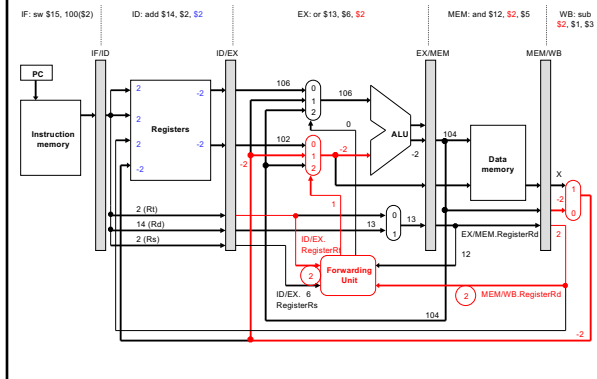 IF: sw $15, 100($2)
ID: add $14, $2, $2
EX: or $13, $6, $2
MEM: and $12, $2, $5
WB: sub
$2, $1, $3
IF/ID
ID/EX
EX/MEM
MEM/WB
PC
Instruction
memory
2
2
2
-2
Registers
-2
-2
106
0
1
2
106
0
102
0
1
2
-2
1
ALU
104
-2
Data
memory
X
-2
1
0
2
2 (Rt)
14 (Rd)
2 (Rs)
13
0
1
13
ID/EX.
RegisterRt
2
Forwarding
Unit
EX/MEM.RegisterRd
12
ID/EX. 6
RegisterRs
2
MEM/WB.RegisterRd
104
-2